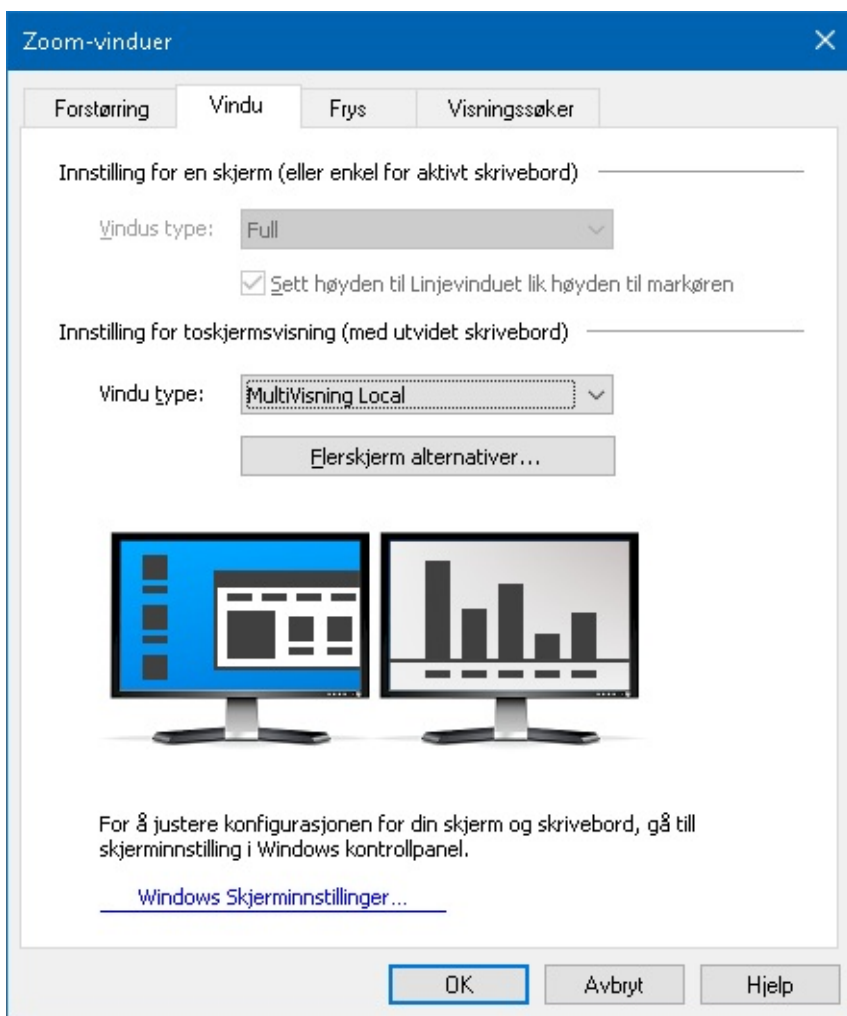 Zoom-vinduer
Forstørring
Vindu
Frys
Visningssøker
Innstilling for en skjerm (eller enkel for aktivt skrivebord)
Vindus type:
Full
Sett høyden til Linjevinduet lik høyden til markøren
Innstilling for toskjermsvisning (med utvidet skrivebord)
Vindu type:
MultiVisning Local
Flerskjerm alternativer...
For å justere konfigurasjonen for din skjerm og skrivebord, gå till
skjerminnstilling i Windows kontrollpanel.
Windows Skjerminnstillinger...
OK
Avbryt
Hjelp